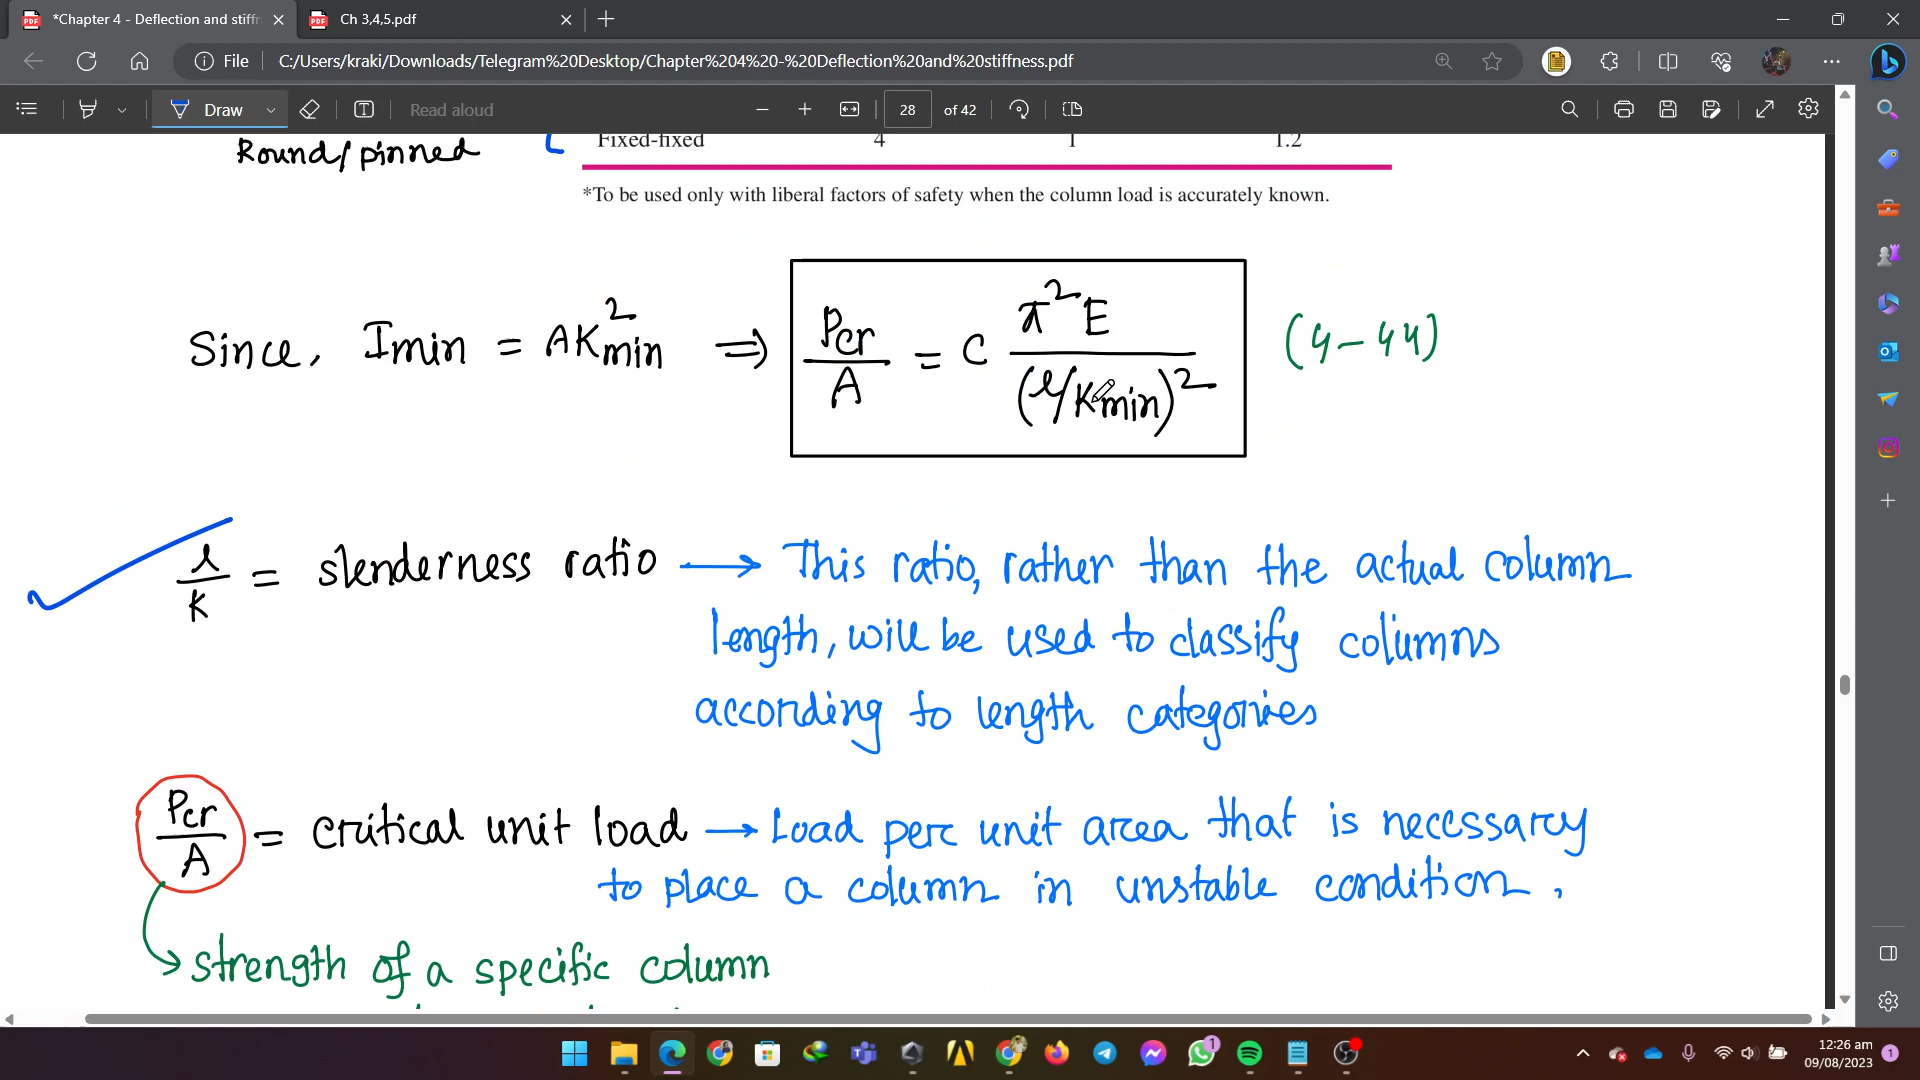 *Chapter 4 - Deflection and stiffn
Ch 3,4,5.pdf
File
C:/Users/kraki/Downloads/Telegram%20Desktop/Chapter%204%20-%20Deflection%20and%20stiffness.pdf
Draw
Read aloud
28 of 42
Round/pinned
Fixed-fixed 4 1 1.2
*To be used only with liberal factors of safety when the column load is accurately known.
Since, Imin = AK²min ⇒ Pcr/A = C π²E/(l/Kmin)² (4-44)
l/K = slenderness ratio → This ratio, rather than the actual column
length, will be used to classify columns
according to length categories
Pcr/A = critical unit load → Load per unit area that is necessary
to place a column in unstable condition.
→ strength of a specific column
12:26 am
09/08/2023
1
1